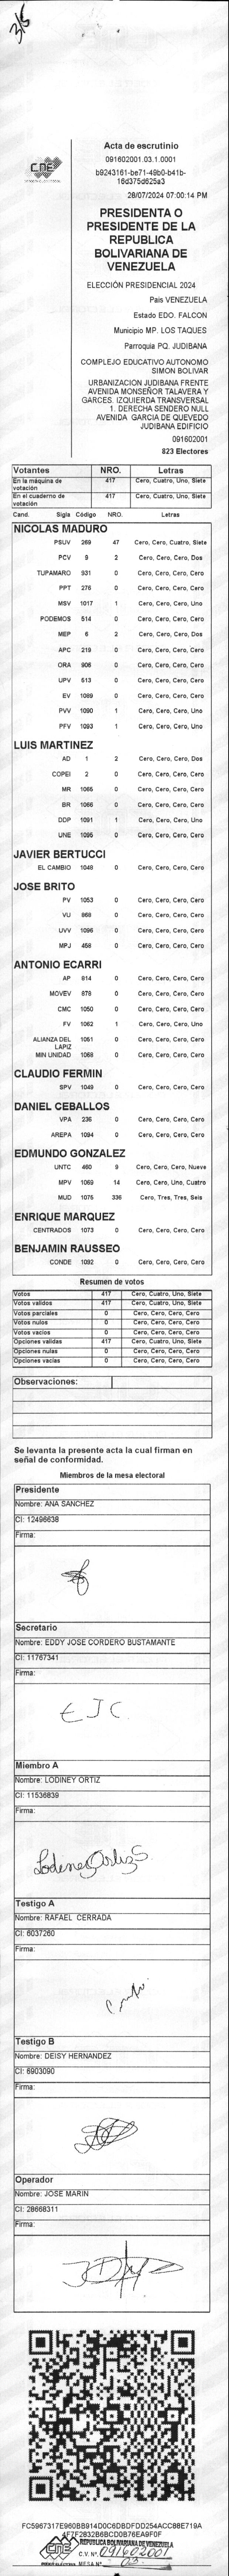 3/5
CNE
Acta de escrutinio
091602001.03.1.0001
b9243161-be71-49b0-b41b-
16d375d625a3
28/07/2024 07:00:14 PM
PRESIDENTA O
PRESIDENTE DE LA
REPUBLICA
BOLIVARIANA DE
VENEZUELA
ELECCIÓN PRESIDENCIAL 2024
País VENEZUELA
Estado EDO. FALCON
Municipio MP. LOS TAQUES
Parroquia PQ. JUDIBANA
COMPLEJO EDUCATIVO AUTONOMO
SIMON BOLIVAR
URBANIZACION JUDIBANA FRENTE
AVENIDA MONSEÑOR TALAVERA Y
GARCES. IZQUIERDA TRANSVERSAL
1. DERECHA SENDERO NULL
AVENIDA GARCIA DE QUEVEDO
JUDIBANA EDIFICIO
091602001
823 Electores
Votantes NRO. Letras
En la máquina de votación 417 Cero, Cuatro, Uno, Siete
En el cuaderno de votación 417 Cero, Cuatro, Uno, Siete
Cand. Sigla Código NRO. Letras
NICOLAS MADURO
PSUV 269 47 Cero, Cero, Cuatro, Siete
PCV 9 2 Cero, Cero, Cero, Dos
TUPAMARO 931 0 Cero, Cero, Cero, Cero
PPT 276 0 Cero, Cero, Cero, Cero
MSV 1017 1 Cero, Cero, Cero, Uno
PODEMOS 514 0 Cero, Cero, Cero, Cero
MEP 6 2 Cero, Cero, Cero, Dos
APC 219 0 Cero, Cero, Cero, Cero
ORA 906 0 Cero, Cero, Cero, Cero
UPV 513 0 Cero, Cero, Cero, Cero
EV 1089 0 Cero, Cero, Cero, Cero
PVV 1090 1 Cero, Cero, Cero, Uno
PFV 1093 1 Cero, Cero, Cero, Uno
LUIS MARTINEZ
AD 1 2 Cero, Cero, Cero, Dos
COPEI 2 0 Cero, Cero, Cero, Cero
MR 1065 0 Cero, Cero, Cero, Cero
BR 1066 0 Cero, Cero, Cero, Cero
DDP 1091 1 Cero, Cero, Cero, Uno
UNE 1095 0 Cero, Cero, Cero, Cero
JAVIER BERTUCCI
EL CAMBIO 1048 0 Cero, Cero, Cero, Cero
JOSE BRITO
PV 1053 0 Cero, Cero, Cero, Cero
VU 968 0 Cero, Cero, Cero, Cero
UVV 1096 0 Cero, Cero, Cero, Cero
MPJ 456 0 Cero, Cero, Cero, Cero
ANTONIO ECARRI
AP 914 0 Cero, Cero, Cero, Cero
MOVEV 978 0 Cero, Cero, Cero, Cero
CMC 1050 0 Cero, Cero, Cero, Cero
FV 1052 1 Cero, Cero, Cero, Uno
ALIANZA DEL LAPIZ 1051 0 Cero, Cero, Cero, Cero
MIN UNIDAD 1068 0 Cero, Cero, Cero, Cero
CLAUDIO FERMIN
SPV 1049 0 Cero, Cero, Cero, Cero
DANIEL CEBALLOS
VPA 236 0 Cero, Cero, Cero, Cero
AREPA 1094 0 Cero, Cero, Cero, Cero
EDMUNDO GONZALEZ
UNTC 460 9 Cero, Cero, Cero, Nueve
MPV 1069 14 Cero, Cero, Uno, Cuatro
MUD 1075 336 Cero, Tres, Tres, Seis
ENRIQUE MARQUEZ
CENTRADOS 1073 0 Cero, Cero, Cero, Cero
BENJAMIN RAUSSEO
CONDE 1092 0 Cero, Cero, Cero, Cero
Resumen de votos
Votos 417 Cero, Cuatro, Uno, Siete
Votos validos 417 Cero, Cuatro, Uno, Siete
Votos parciales 0 Cero, Cero, Cero, Cero
Votos nulos 0 Cero, Cero, Cero, Cero
Votos vacios 0 Cero, Cero, Cero, Cero
Opciones validas 417 Cero, Cuatro, Uno, Siete
Opciones nulas 0 Cero, Cero, Cero, Cero
Opciones vacias 0 Cero, Cero, Cero, Cero
Observaciones:
Se levanta la presente acta la cual firman en
señal de conformidad.
Miembros de la mesa electoral
Presidente
Nombre: ANA SANCHEZ
CI: 12496638
Firma:
Secretario
Nombre: EDDY JOSE CORDERO BUSTAMANTE
CI: 11767341
Firma:
EJC
Miembro A
Nombre: LODINEY ORTIZ
CI: 11536839
Firma:
Testigo A
Nombre: RAFAEL CERRADA
CI: 6037260
Firma:
Testigo B
Nombre: DEISY HERNANDEZ
CI: 6903090
Firma:
Operador
Nombre: JOSE MARIN
CI: 28668311
Firma:
FC5967317E960BB914D0C6DBDFDD254ACC88E719A
4F7F2832B6BCD0B76EA9F0F
REPUBLICA BOLIVARIANA DE VENEZUELA
CNE C.V. Nº 091602001
PODER ELECTORAL MESA Nº 03